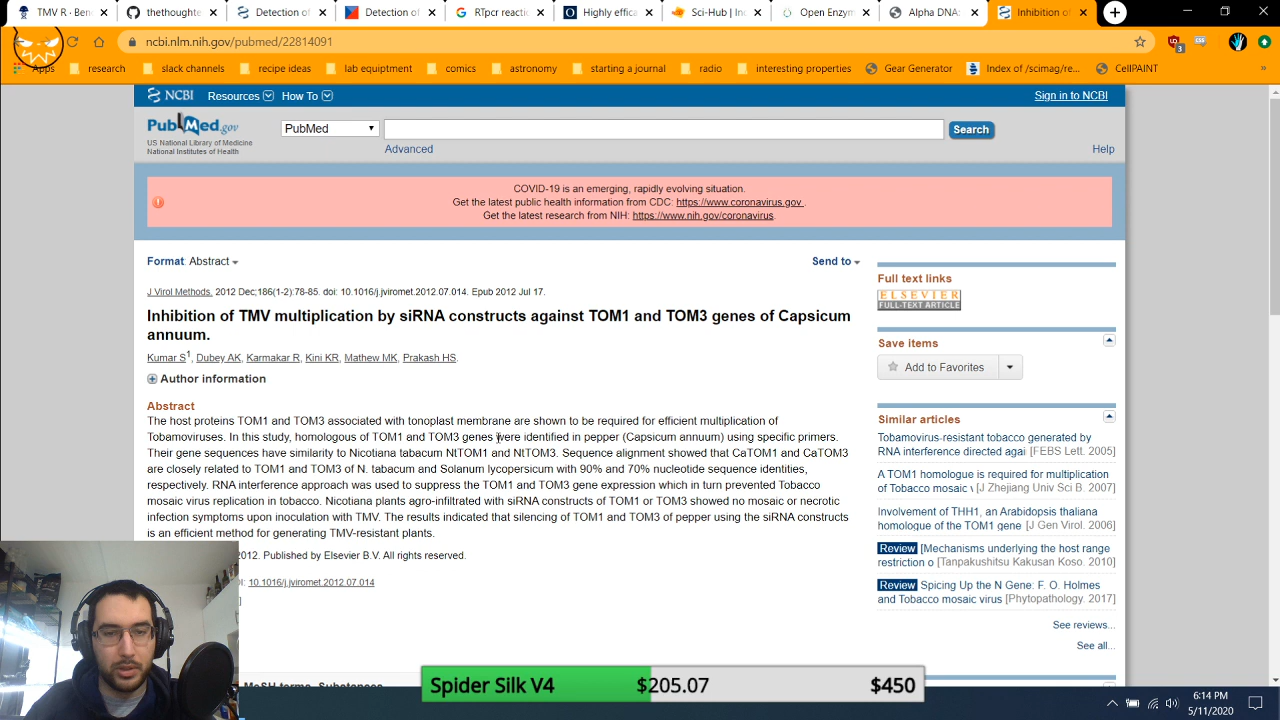 TMV R · Ben
thethoughte
Detection of
Detection of
RTpcr reacti
Highly effica
Sci-Hub | In
Open Enzym
Alpha DNA:
Inhibition o
ncbi.nlm.nih.gov/pubmed/22814091
3
Apps research slack channels recipe ideas lab equiptment comics astronomy starting a journal radio interesting properties Gear Generator Index of /scimag/re... CellPAINT »
NCBI Resources How To Sign in to NCBI
PubMed.gov
US National Library of Medicine
National Institutes of Health
PubMed
Search
Advanced
Help
COVID-19 is an emerging, rapidly evolving situation.
Get the latest public health information from CDC: https://www.coronavirus.gov .
Get the latest research from NIH: https://www.nih.gov/coronavirus.
Format: Abstract
Send to
J Virol Methods. 2012 Dec;186(1-2):78-85. doi: 10.1016/j.jviromet.2012.07.014. Epub 2012 Jul 17.
Inhibition of TMV multiplication by siRNA constructs against TOM1 and TOM3 genes of Capsicum
annuum.
Kumar S1, Dubey AK, Karmakar R, Kini KR, Mathew MK, Prakash HS.
Author information
Abstract
The host proteins TOM1 and TOM3 associated with tonoplast membrane are shown to be required for efficient multiplication of
Tobamoviruses. In this study, homologous of TOM1 and TOM3 genes were identified in pepper (Capsicum annuum) using specific primers.
Their gene sequences have similarity to Nicotiana tabacum NtTOM1 and NtTOM3. Sequence alignment showed that CaTOM1 and CaTOM3
are closely related to TOM1 and TOM3 of N. tabacum and Solanum lycopersicum with 90% and 70% nucleotide sequence identities,
respectively. RNA interference approach was used to suppress the TOM1 and TOM3 gene expression which in turn prevented Tobacco
mosaic virus replication in tobacco. Nicotiana plants agro-infiltrated with siRNA constructs of TOM1 or TOM3 showed no mosaic or necrotic
infection symptoms upon inoculation with TMV. The results indicated that silencing of TOM1 and TOM3 of pepper using the siRNA constructs
is an efficient method for generating TMV-resistant plants.
2012. Published by Elsevier B.V. All rights reserved.
10.1016/j.jviromet.2012.07.014
]
Full text links
ELSEVIER
FULL-TEXT ARTICLE
Save items
Add to Favorites
Similar articles
Tobamovirus-resistant tobacco generated by
RNA interference directed agai [FEBS Lett. 2005]
A TOM1 homologue is required for multiplication
of Tobacco mosaic v [J Zhejiang Univ Sci B. 2007]
Involvement of THH1, an Arabidopsis thaliana
homologue of the TOM1 gene [J Gen Virol. 2006]
Review [Mechanisms underlying the host range
restriction o [Tanpakushitsu Kakusan Koso. 2010]
Review Spicing Up the N Gene: F. O. Holmes
and Tobacco mosaic virus [Phytopathology. 2017]
See reviews...
See all...
MeSH terms, Substances
Spider Silk V4 $205.07 $450
6:14 PM
5/11/2020